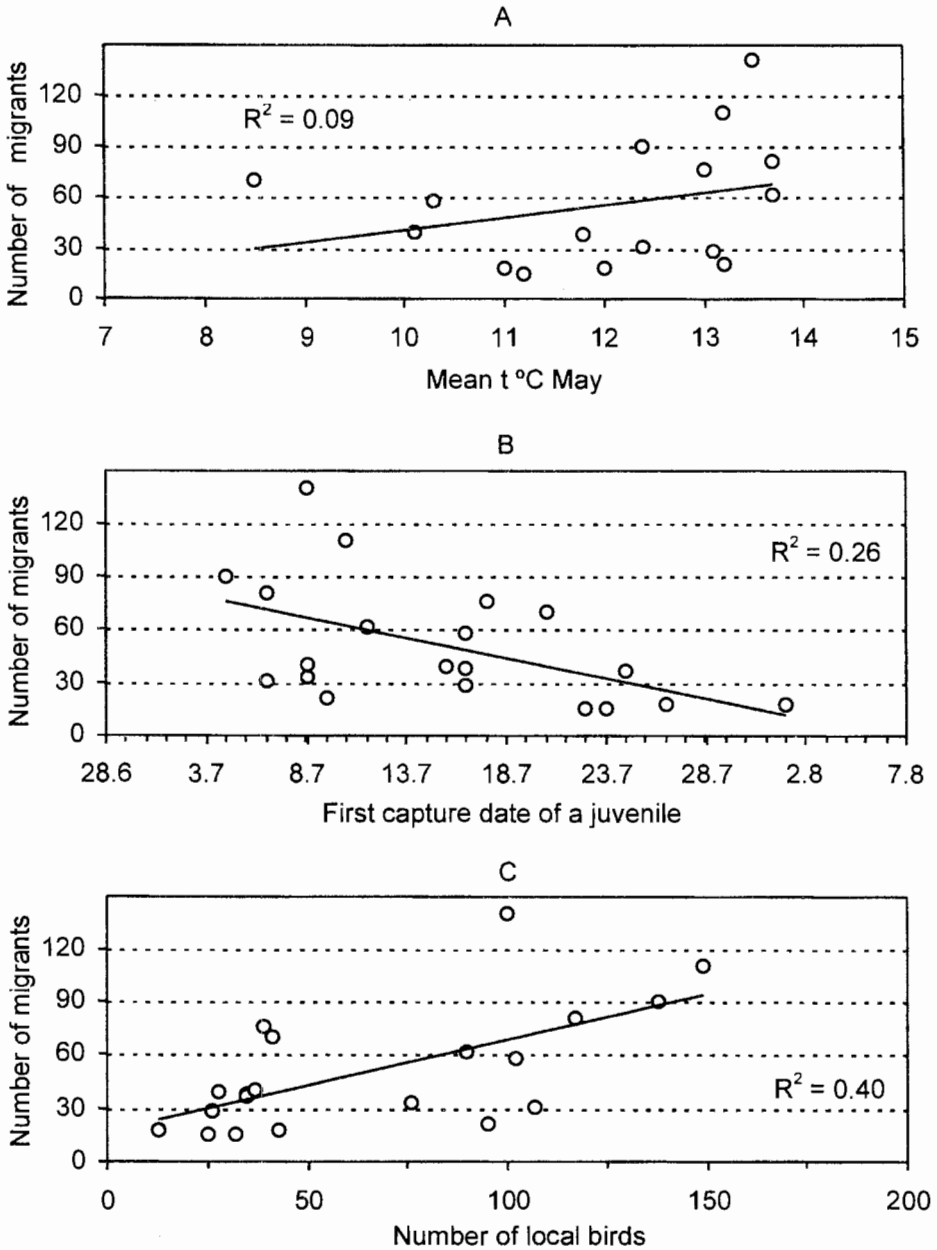 A
Number of migrants
120
90
60
30
0
R² = 0.09
7 8 9 10 11 12 13 14 15
Mean t ºC May
B
Number of migrants
120
90
60
30
0
R² = 0.26
28.6 3.7 8.7 13.7 18.7 23.7 28.7 2.8 7.8
First capture date of a juvenile
C
Number of migrants
120
90
60
30
0
R² = 0.40
0 50 100 150 200
Number of local birds